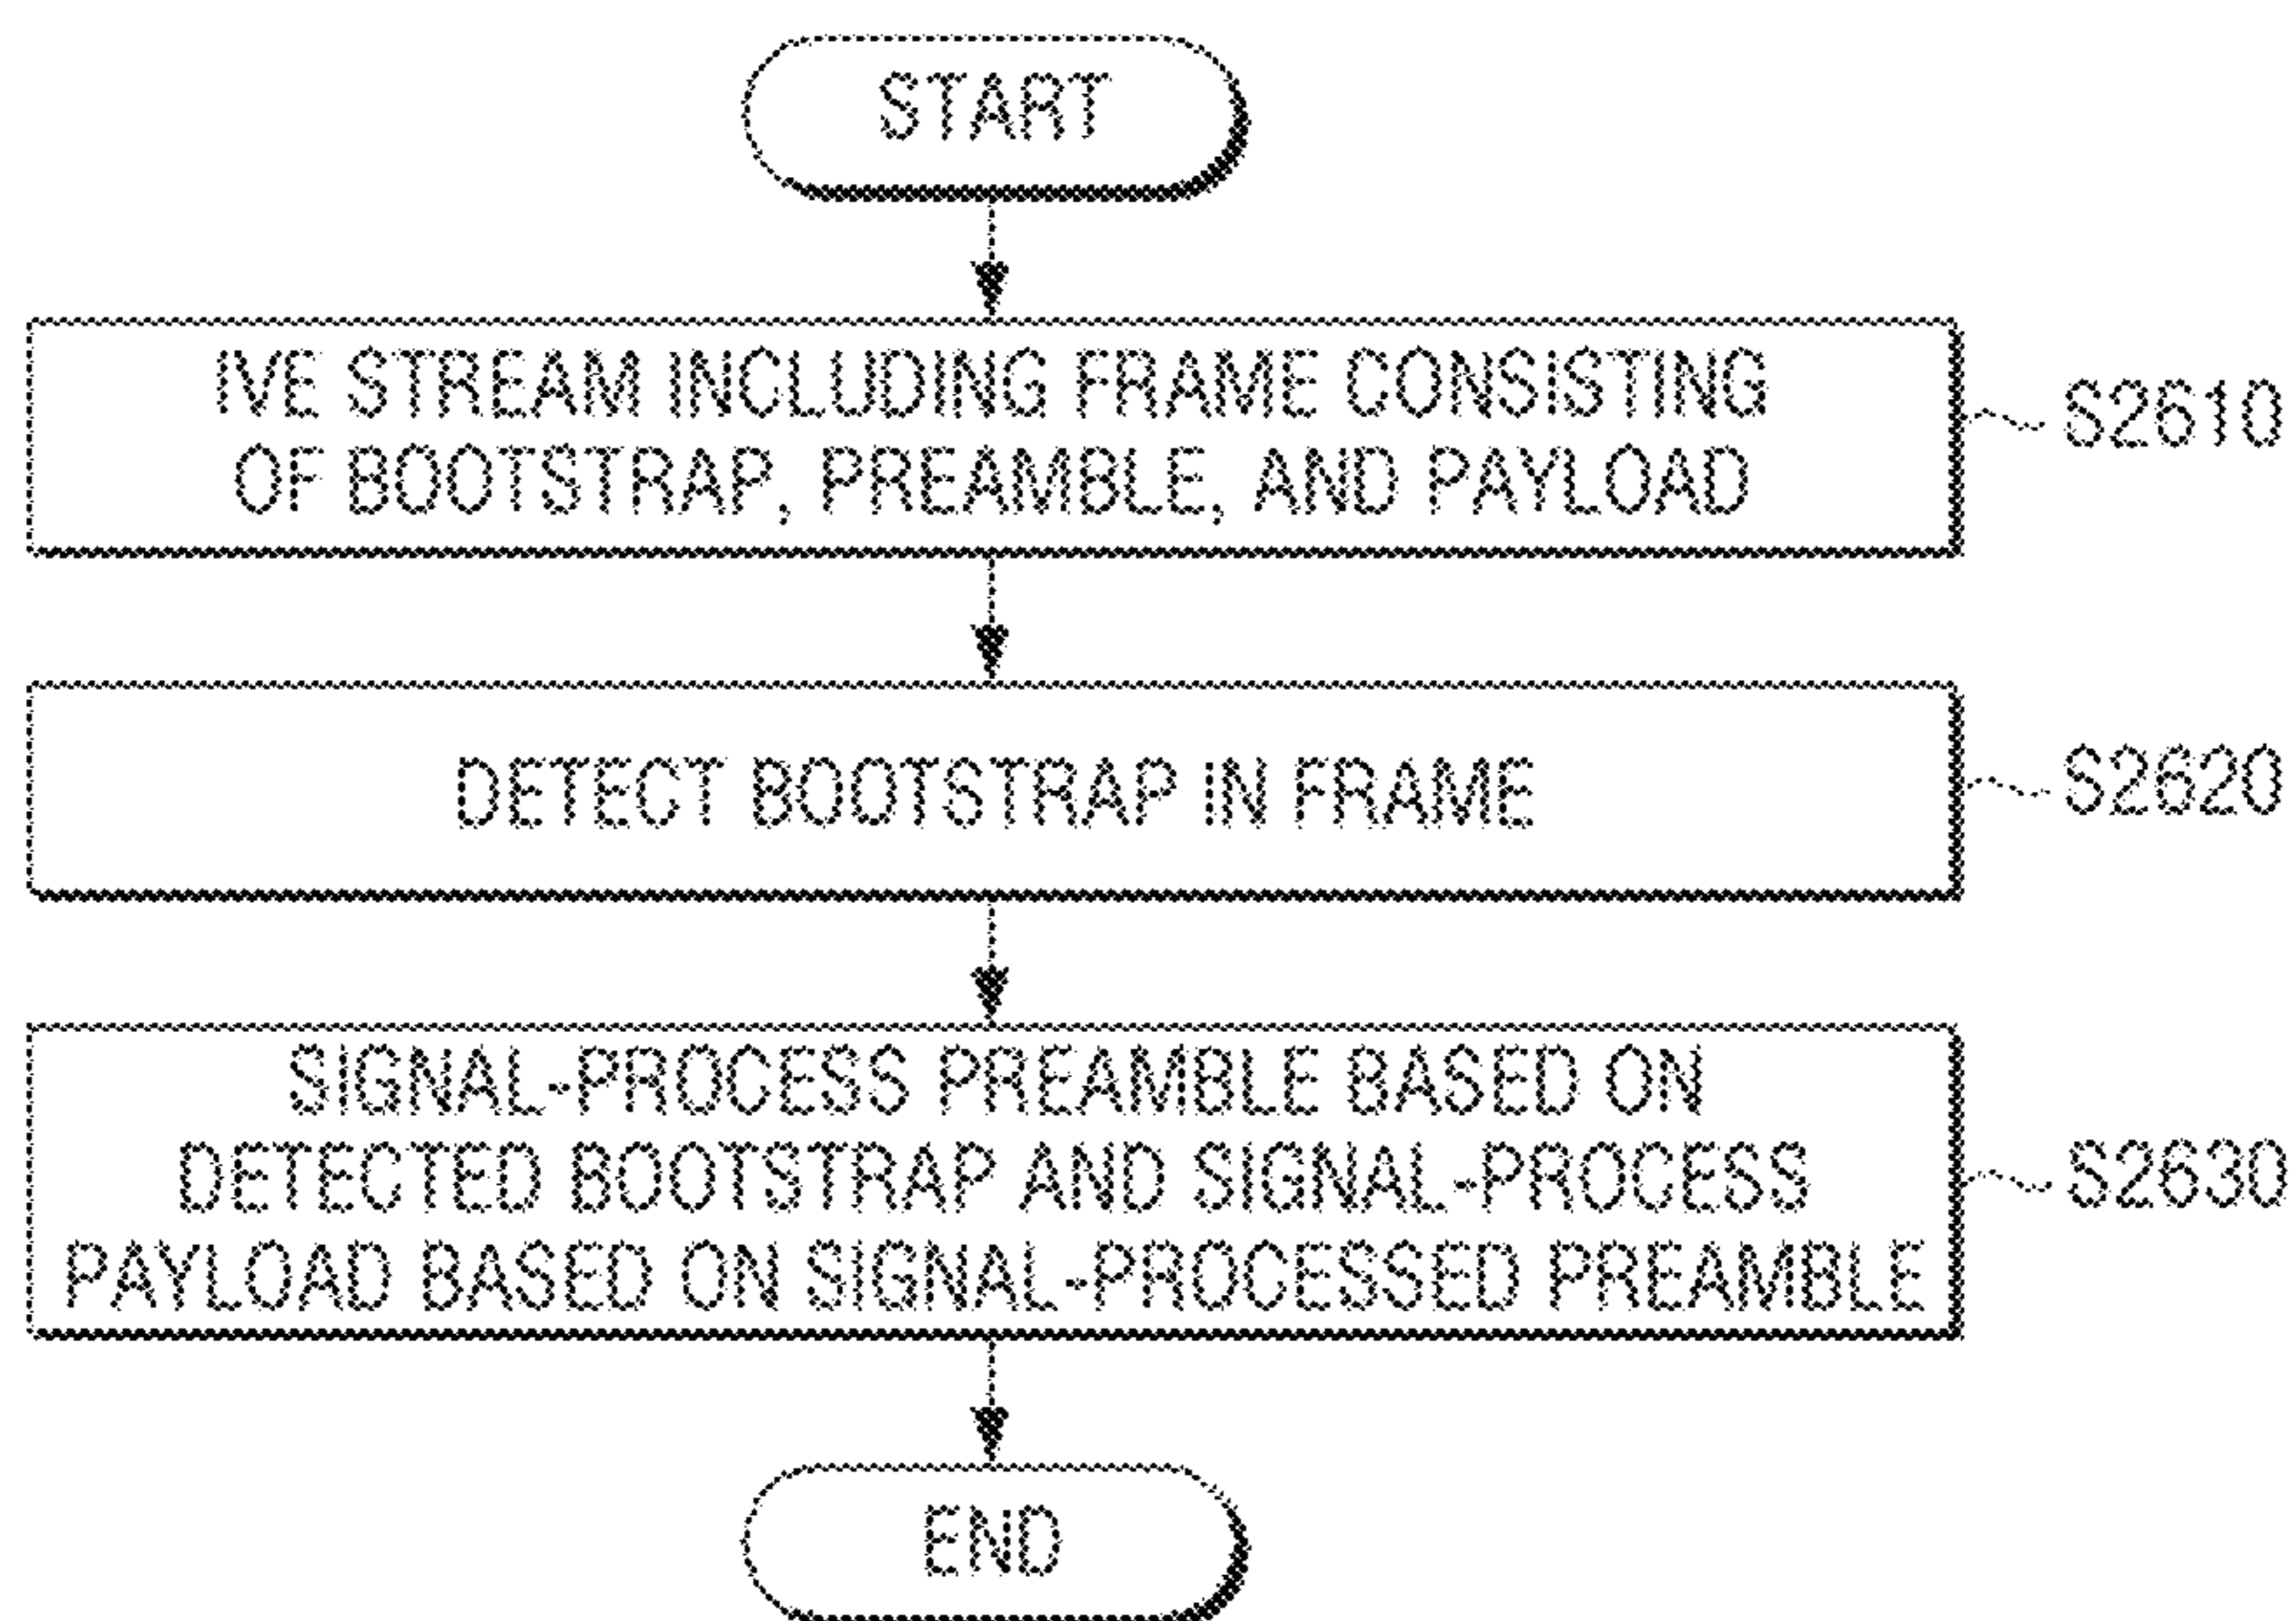 START
IVE STREAM INCLUDING FRAME CONSISTING
OF BOOTSTRAP, PREAMBLE, AND PAYLOAD
S2610
DETECT BOOTSTRAP IN FRAME
S2620
SIGNAL-PROCESS PREAMBLE BASED ON
DETECTED BOOTSTRAP AND SIGNAL-PROCESS
PAYLOAD BASED ON SIGNAL-PROCESSED PREAMBLE
S2630
END